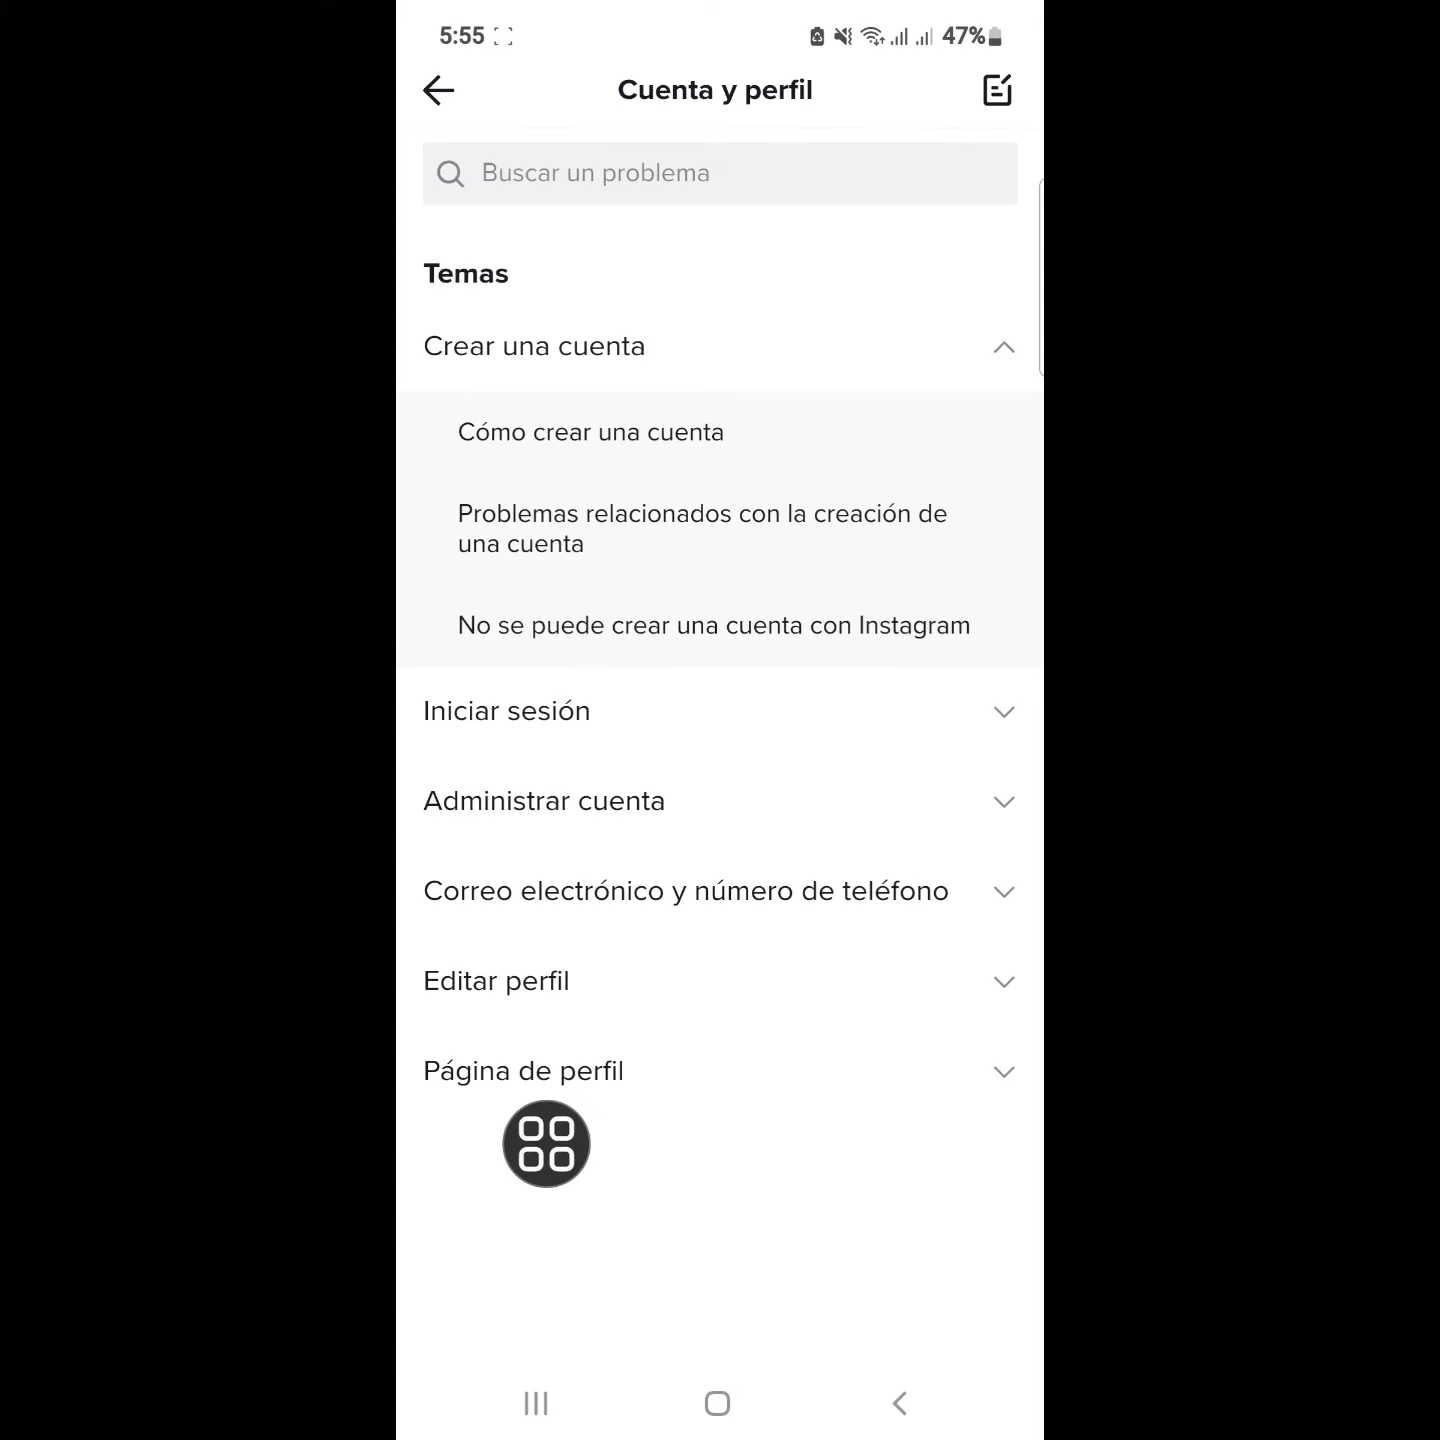 5:55
47%
Cuenta y perfil
Buscar un problema
Temas
Crear una cuenta
Cómo crear una cuenta
Problemas relacionados con la creación de
una cuenta
No se puede crear una cuenta con Instagram
Iniciar sesión
Administrar cuenta
Correo electrónico y número de teléfono
Editar perfil
Página de perfil